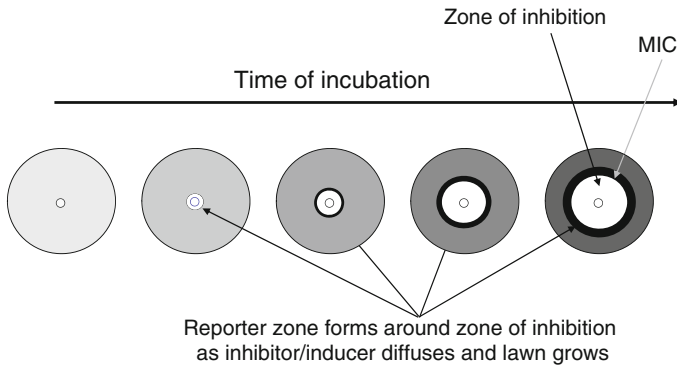 Zone of inhibition
MIC
Time of incubation
Reporter zone forms around zone of inhibition
as inhibitor/inducer diffuses and lawn grows